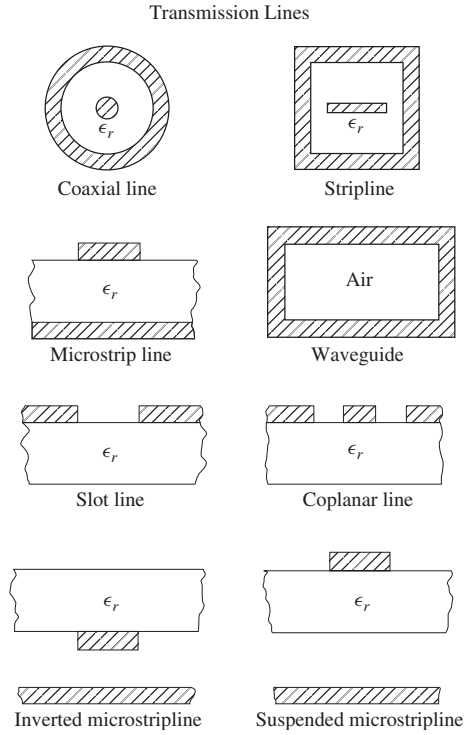 Transmission Lines
ϵr
Coaxial line
ϵr
Stripline
ϵr
Microstrip line
Air
Waveguide
ϵr
Slot line
ϵr
Coplanar line
ϵr
Inverted microstripline
ϵr
Suspended microstripline